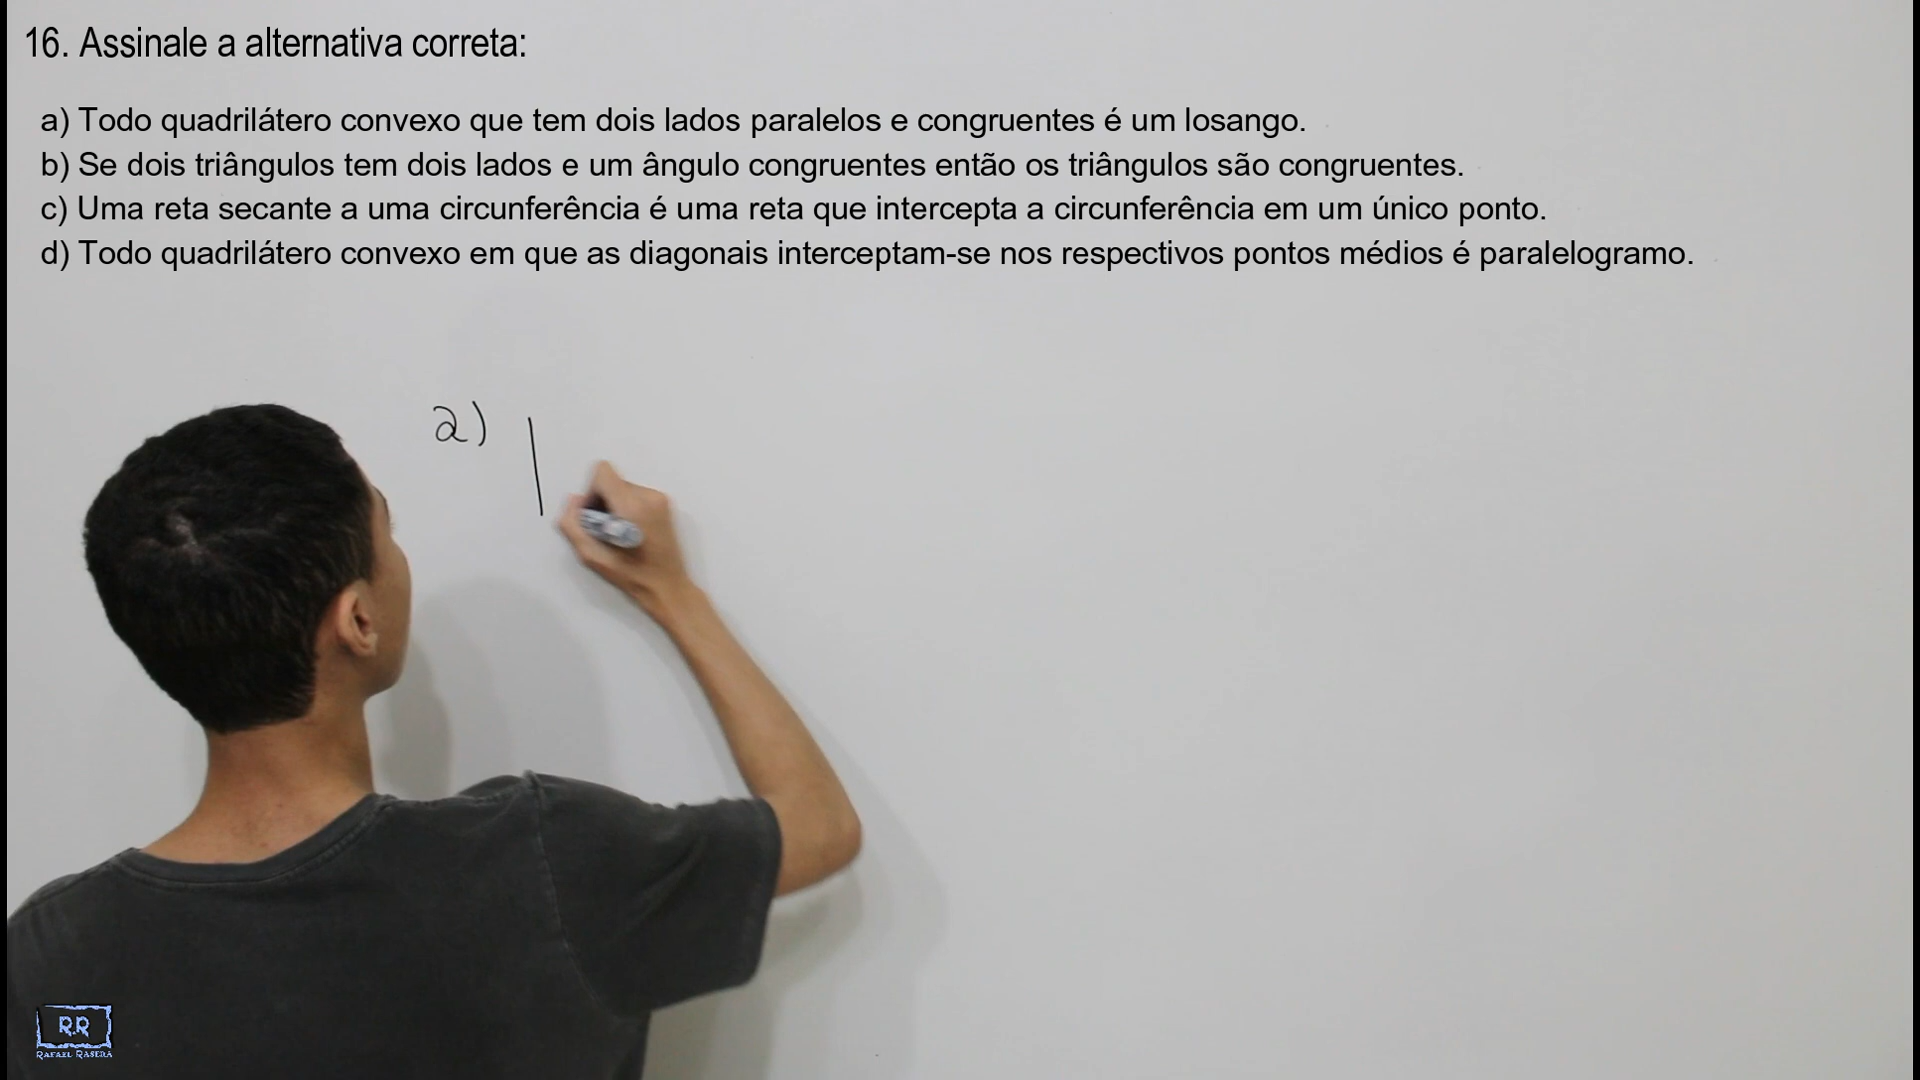 16. Assinale a alternativa correta:
a) Todo quadrilátero convexo que tem dois lados paralelos e congruentes é um losango.
b) Se dois triângulos tem dois lados e um ângulo congruentes então os triângulos são congruentes.
c) Uma reta secante a uma circunferência é uma reta que intercepta a circunferência em um único ponto.
d) Todo quadrilátero convexo em que as diagonais interceptam-se nos respectivos pontos médios é paralelogramo.
a)
R.R
RAFAEL RASERA